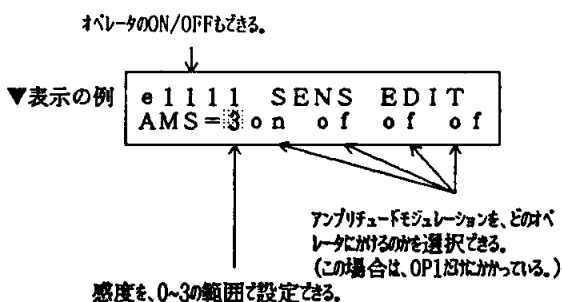 オペレータのON/OFFもできる。
▼表示の例
e1111 SENS EDIT
AMS=3on of of of
アンプリチュードモジュレーションを、どのオペ
レータにかけるのかを選択できる。
(この場合は、OP1だけにかかっている。)
感度を、0~3の範囲で設定できる。